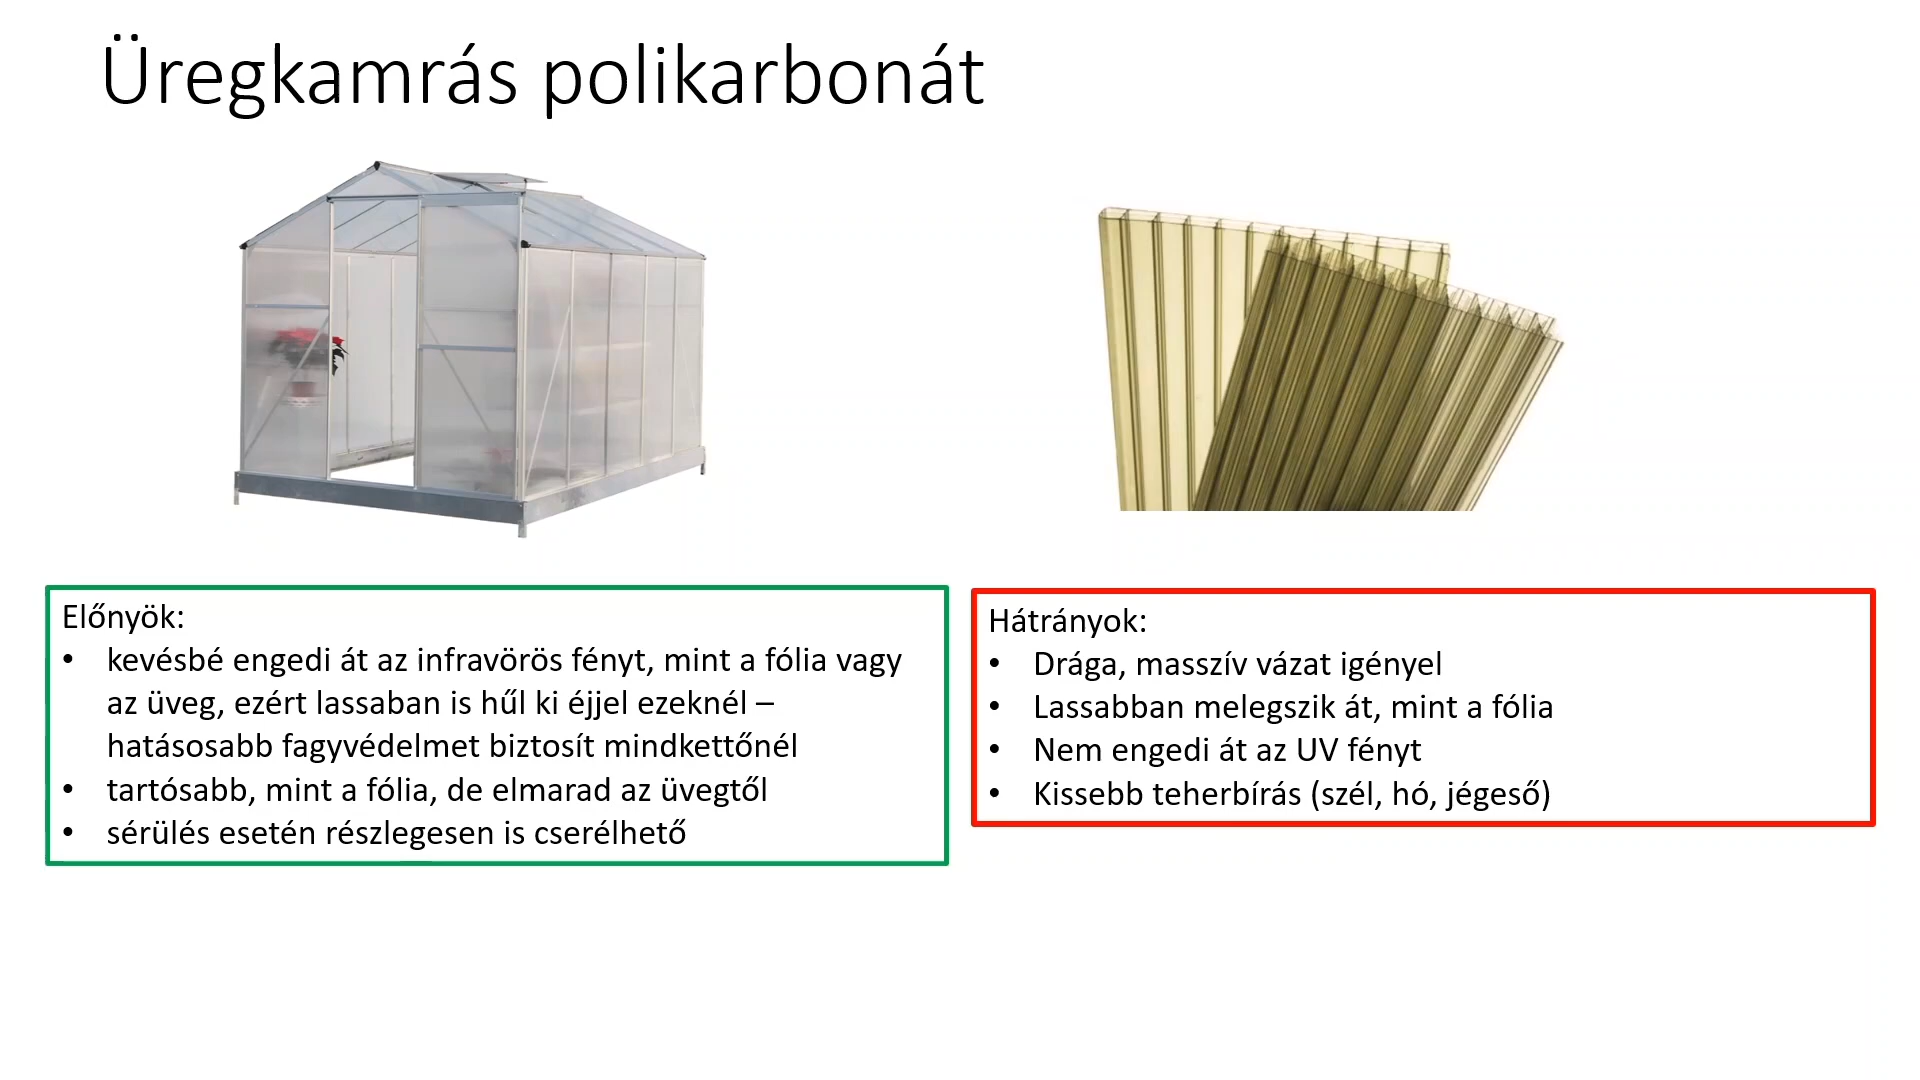 Üregkamrás polikarbonát
Előnyök:
• kevésbé engedi át az infravörös fényt, mint a fólia vagy
az üveg, ezért lassaban is hűl ki éjjel ezeknél –
hatásosabb fagyvédelmet biztosít mindkettőnél
• tartósabb, mint a fólia, de elmarad az üvegtől
• sérülés esetén részlegesen is cserélhető
Hátrányok:
• Drága, masszív vázat igényel
• Lassabban melegszik át, mint a fólia
• Nem engedi át az UV fényt
• Kissebb teherbírás (szél, hó, jégeső)